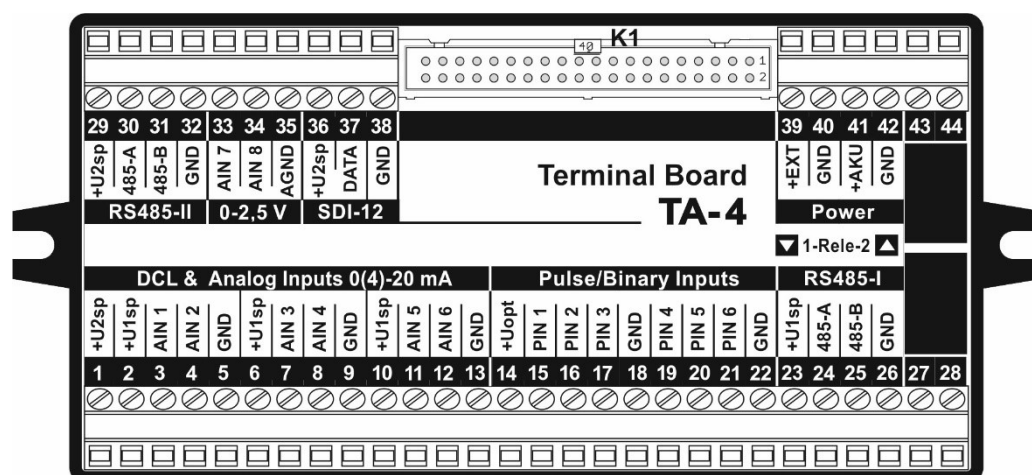 K1
40
1
2
29 30 31 32 33 34 35 36 37 38 39 40 41 42 43 44
+U2sp 485-A 485-B GND AIN 7 AIN 8 AGND +U2sp DATA GND +EXT GND +AKU GND
Terminal Board
TA-4
RS485-II 0-2,5 V SDI-12 Power
▼ 1-Rele-2 ▲
DCL & Analog Inputs 0(4)-20 mA Pulse/Binary Inputs RS485-I
+U2sp +U1sp AIN 1 AIN 2 GND +U1sp AIN 3 AIN 4 GND +U1sp AIN 5 AIN 6 GND +Uopt PIN 1 PIN 2 PIN 3 GND PIN 4 PIN 5 PIN 6 GND +U1sp 485-A 485-B GND
1 2 3 4 5 6 7 8 9 10 11 12 13 14 15 16 17 18 19 20 21 22 23 24 25 26 27 28